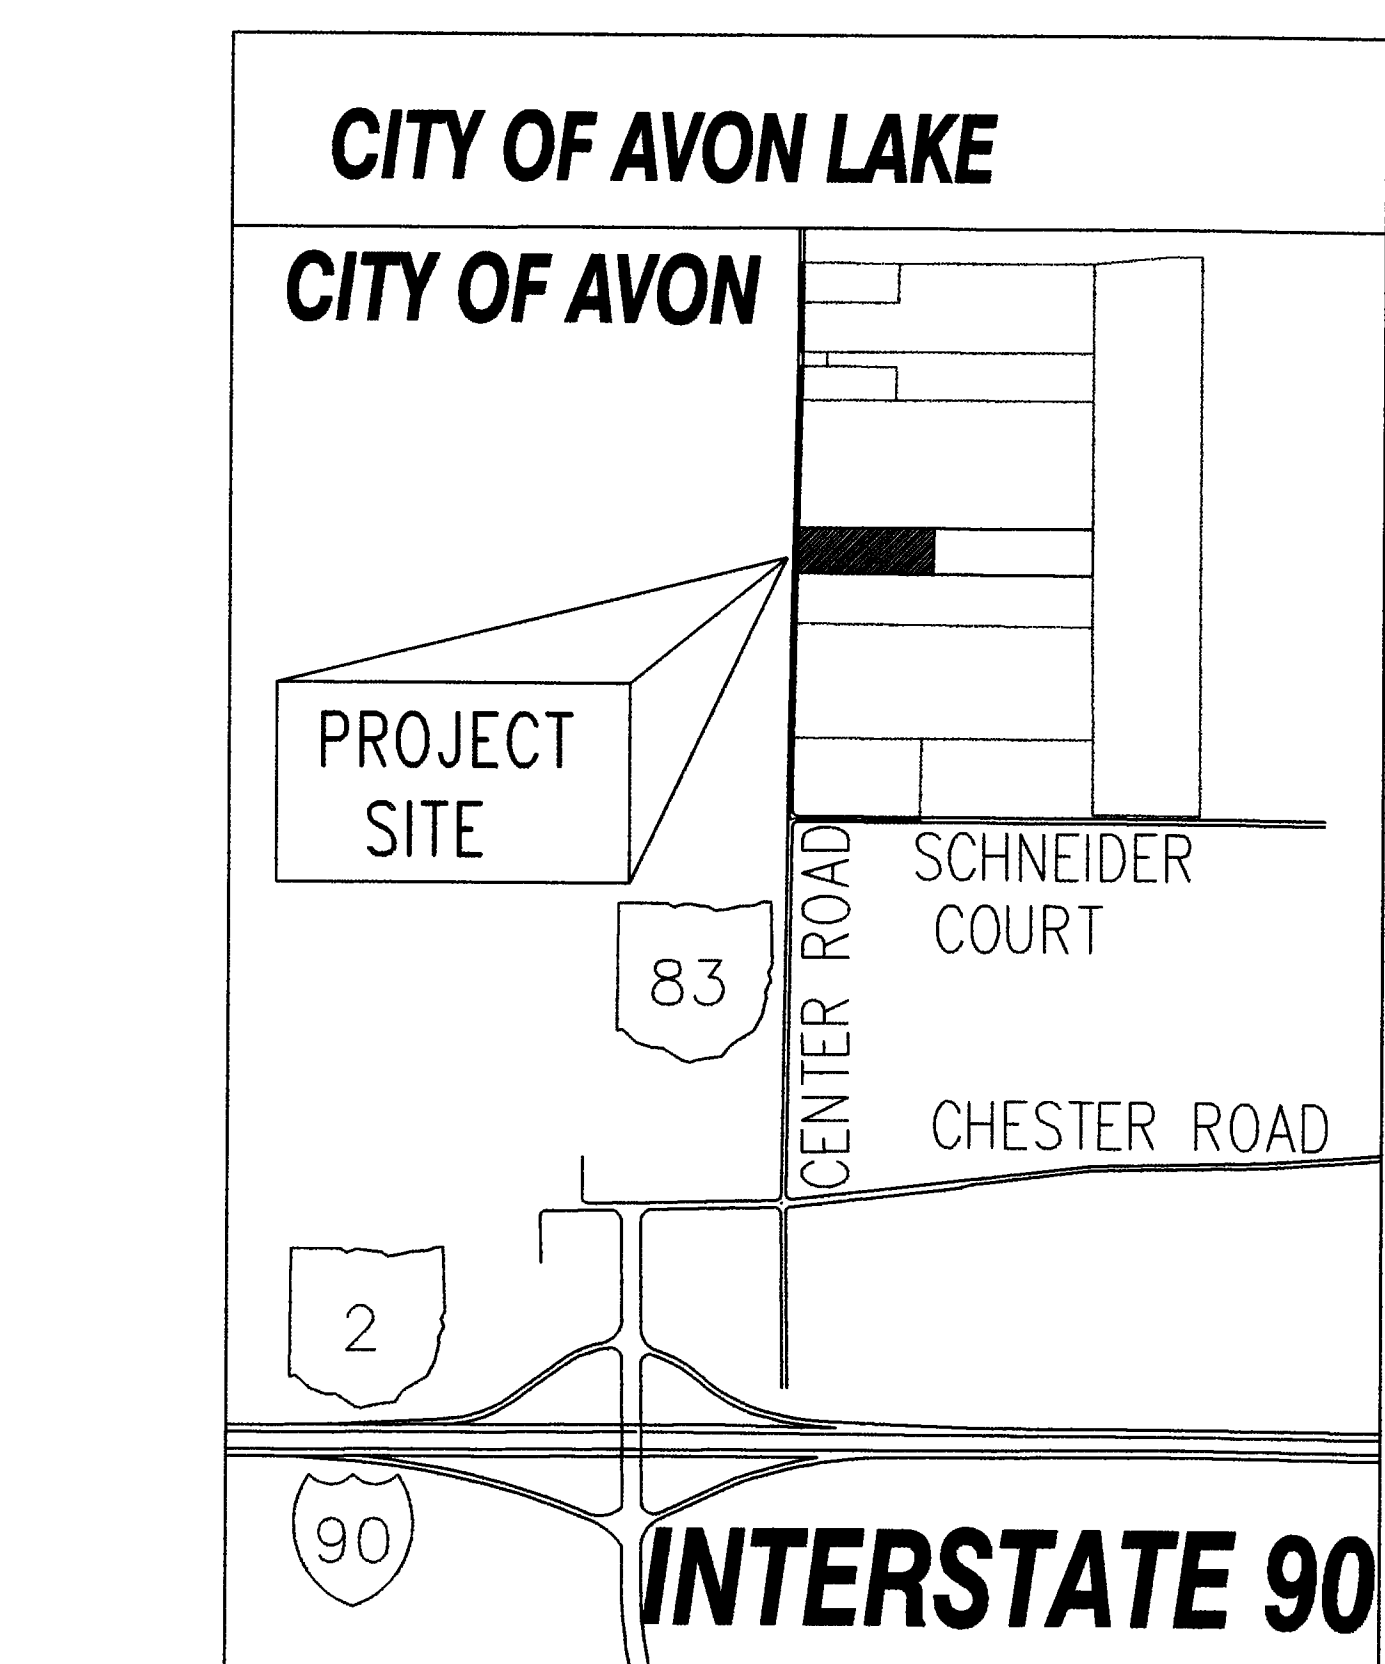 CITY OF AVON LAKE
CITY OF AVON
PROJECT
SITE
SCHNEIDER
COURT
CENTER ROAD
83
CHESTER ROAD
2
90
INTERSTATE 90